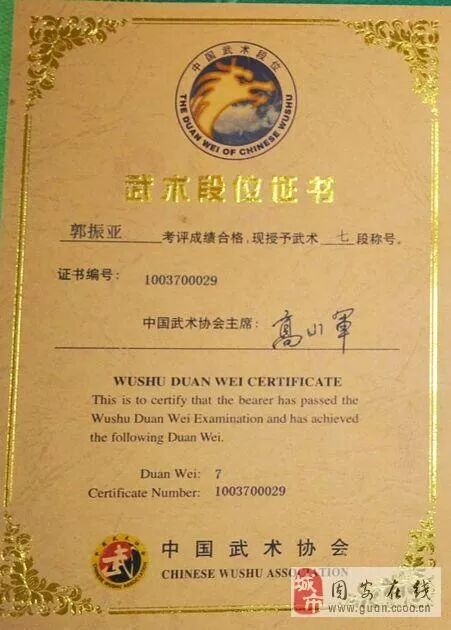 中国武术段位
THE DUAN WEI OF CHINESE WUSHU
武术段位证书
郭振亚 考评成绩合格,现授予武术 七 段称号。
证书编号: 1003700029
中国武术协会主席: 高小军
WUSHU DUAN WEI CERTIFICATE
This is to certify that the bearer has passed the
Wushu Duan Wei Examination and has achieved
the following Duan Wei.
Duan Wei: 7
Certificate Number: 1003700029
武
中国武术协会
CHINESE WUSHU ASSOCIATION
城市 固安在线
www.guan.cccoo.cn